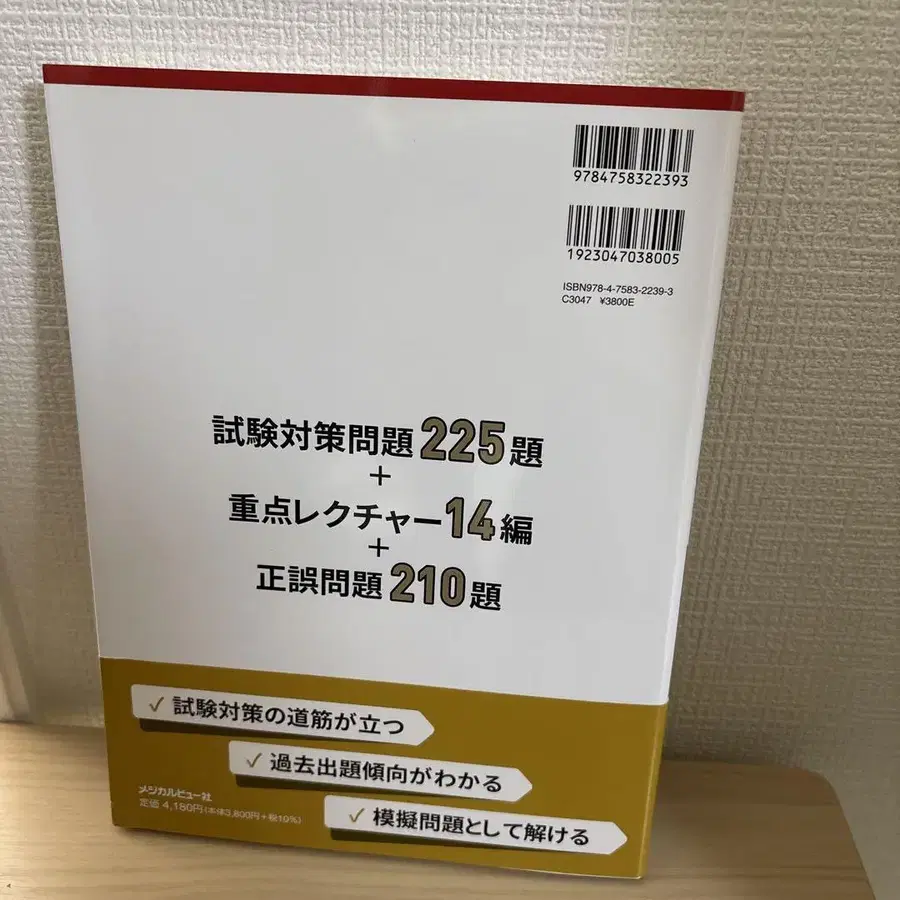 9784758322393
1923047038005
ISBN978-4-7583-2239-3
C3047 ¥3800E
試験対策問題225題
+
重点レクチャー14編
+
正誤問題210題
✓ 試験対策の道筋が立つ
✓ 過去出題傾向がわかる
✓ 模擬問題として解ける
メジカルビュー社
定価 4,180円(本体3,800円+税10%)